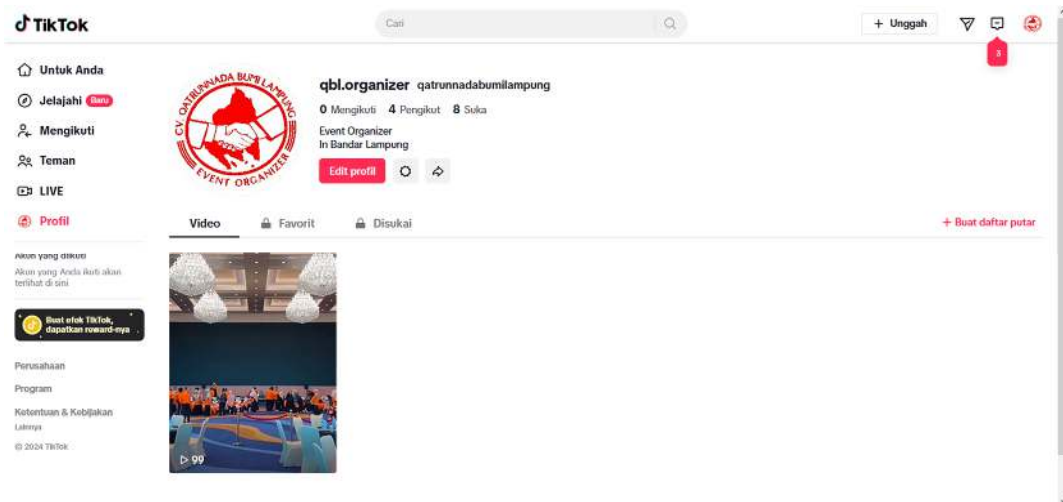 TikTok
Cari
+ Unggah
3
Untuk Anda
Jelajahi Baru
Mengikuti
Teman
LIVE
Profil
Akun yang diikuti
Akun yang Anda ikuti akan
terlihat di sini
Buat efek TikTok,
dapatkan reward-nya
Perusahaan
Program
Ketentuan & Kebijakan
Lainnya
© 2024 TikTok
CV. QATRUNNADA BUMI LAMPUNG
EVENT ORGANIZER
qbl.organizer qatrunnadabumilampung
0 Mengikuti 4 Pengikut 8 Suka
Event Organizer
In Bandar Lampung
Edit profil
Video Favorit Disukai
+ Buat daftar putar
99